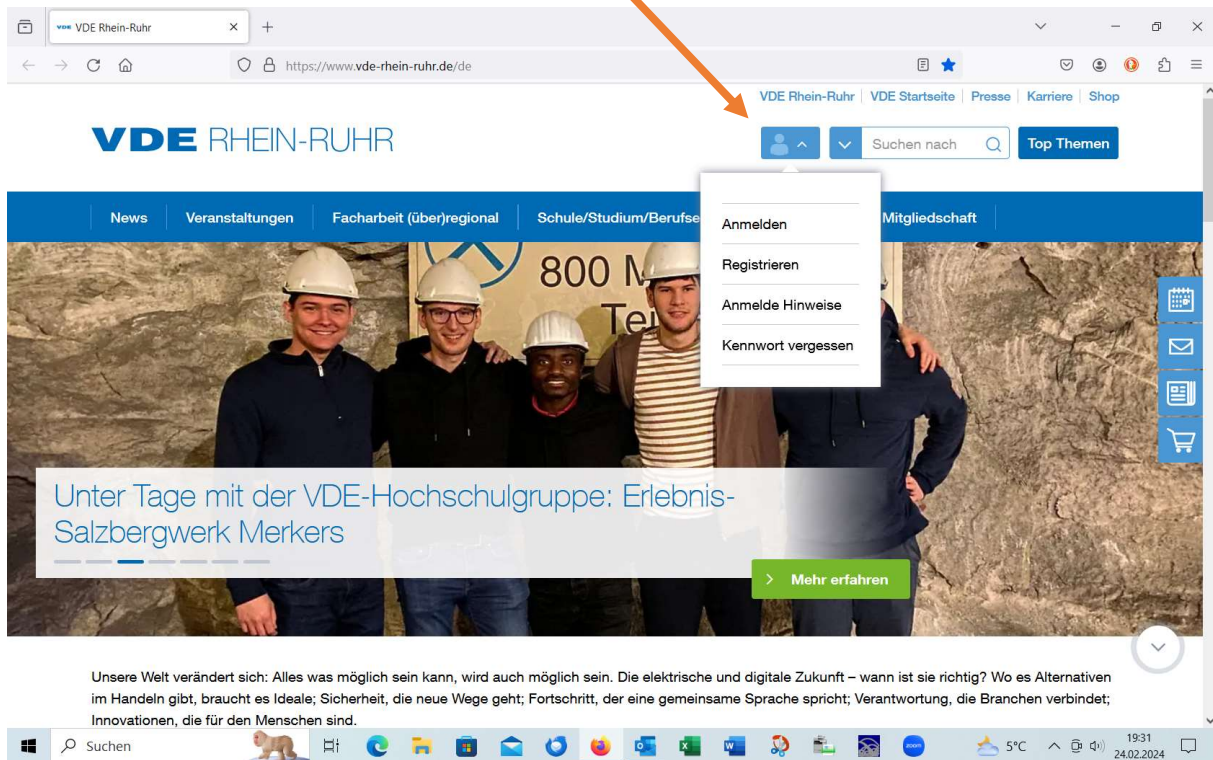 VDE VDE Rhein-Ruhr
https://www.vde-rhein-ruhr.de/de
VDE Rhein-Ruhr VDE Startseite Presse Karriere Shop
VDE RHEIN-RUHR
Suchen nach
Top Themen
News Veranstaltungen Facharbeit (über)regional Schule/Studium/Berufse Mitgliedschaft
Anmelden
Registrieren
Anmelde Hinweise
Kennwort vergessen
800 M
Unter Tage mit der VDE-Hochschulgruppe: Erlebnis-
Salzbergwerk Merkers
Mehr erfahren
Unsere Welt verändert sich: Alles was möglich sein kann, wird auch möglich sein. Die elektrische und digitale Zukunft – wann ist sie richtig? Wo es Alternativen
im Handeln gibt, braucht es Ideale; Sicherheit, die neue Wege geht; Fortschritt, der eine gemeinsame Sprache spricht; Verantwortung, die Branchen verbindet;
Innovationen, die für den Menschen sind.
Suchen
zoom
5°C
19:31
24.02.2024